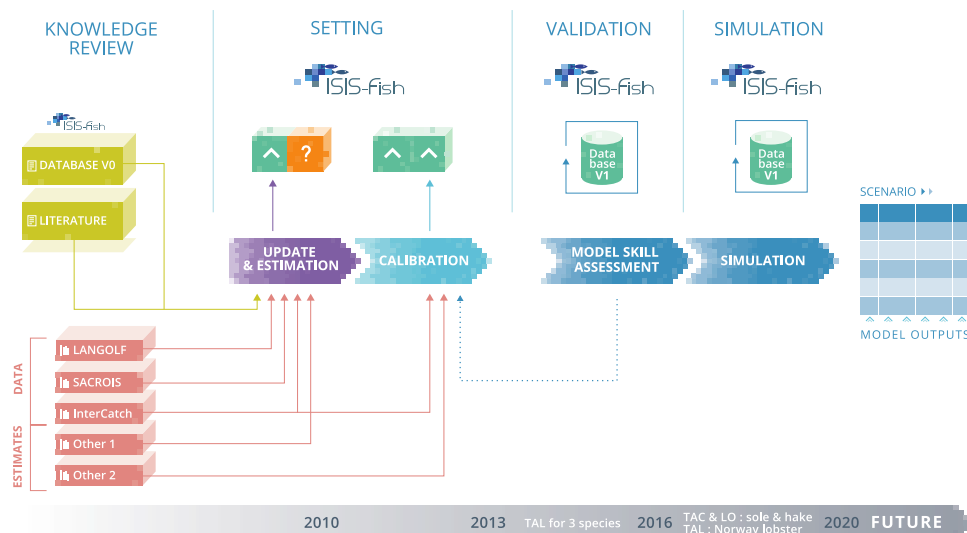 KNOWLEDGE
REVIEW
SETTING
VALIDATION
SIMULATION
ISIS-fish
ISIS-fish
ISIS-fish
ISIS-fish
DATABASE V0
LITERATURE
?
Data
base
V1
Data
base
V1
UPDATE
& ESTIMATION
CALIBRATION
MODEL SKILL
ASSESSMENT
SIMULATION
SCENARIO
MODEL OUTPUTS
DATA
LANGOLF
SACROIS
InterCatch
ESTIMATES
Other 1
Other 2
2010
2013
TAL for 3 species
2016
TAC & LO : sole & hake
TAL : Norway lobster
2020
FUTURE